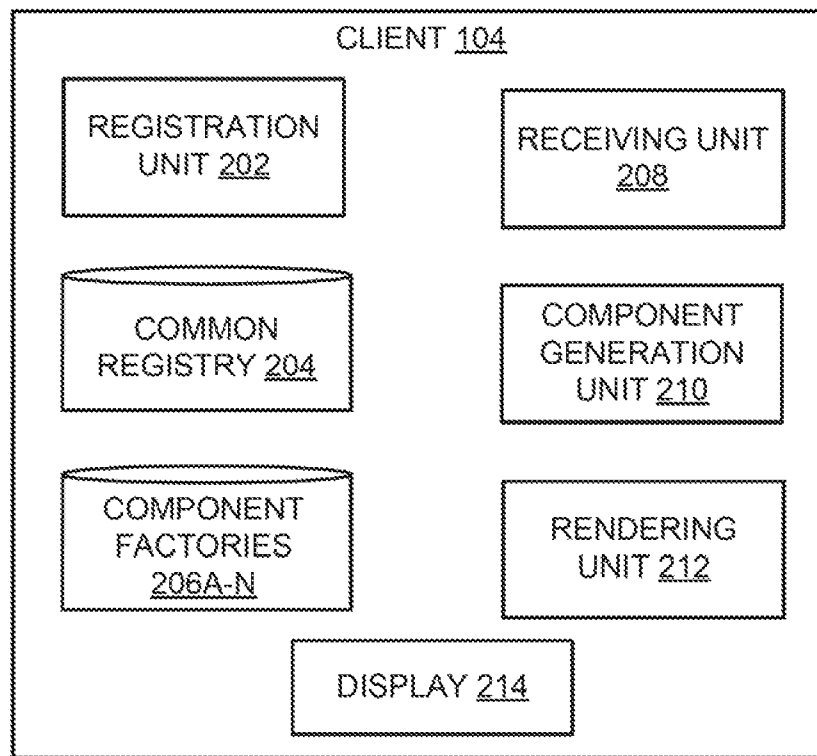 CLIENT 104
REGISTRATION
UNIT 202
RECEIVING UNIT
208
COMMON
REGISTRY 204
COMPONENT
GENERATION
UNIT 210
COMPONENT
FACTORIES
206A-N
RENDERING
UNIT 212
DISPLAY 214